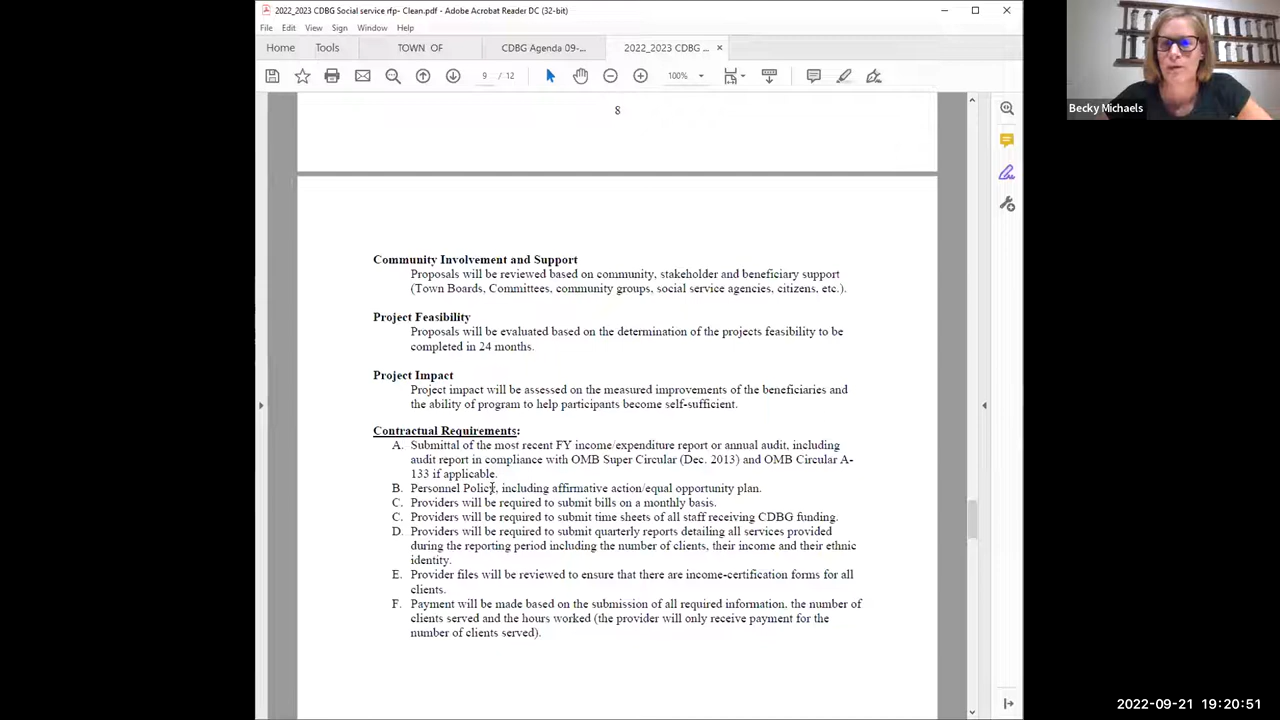 2022_2023 CDBG Social service rfp- Clean.pdf - Adobe Acrobat Reader DC (32-bit)
File Edit View Sign Window Help
Home Tools TOWN OF CDBG Agenda 09-... 2022_2023 CDBG ... ×
9 / 12 100%
8
Community Involvement and Support
Proposals will be reviewed based on community, stakeholder and beneficiary support
(Town Boards, Committees, community groups, social service agencies, citizens, etc.).
Project Feasibility
Proposals will be evaluated based on the determination of the projects feasibility to be
completed in 24 months.
Project Impact
Project impact will be assessed on the measured improvements of the beneficiaries and
the ability of program to help participants become self-sufficient.
Contractual Requirements:
A. Submittal of the most recent FY income/expenditure report or annual audit, including
audit report in compliance with OMB Super Circular (Dec. 2013) and OMB Circular A-
133 if applicable.
B. Personnel Policy, including affirmative action/equal opportunity plan.
C. Providers will be required to submit bills on a monthly basis.
C. Providers will be required to submit time sheets of all staff receiving CDBG funding.
D. Providers will be required to submit quarterly reports detailing all services provided
during the reporting period including the number of clients, their income and their ethnic
identity.
E. Provider files will be reviewed to ensure that there are income-certification forms for all
clients.
F. Payment will be made based on the submission of all required information, the number of
clients served and the hours worked (the provider will only receive payment for the
number of clients served).
Becky Michaels
2022-09-21 19:20:51